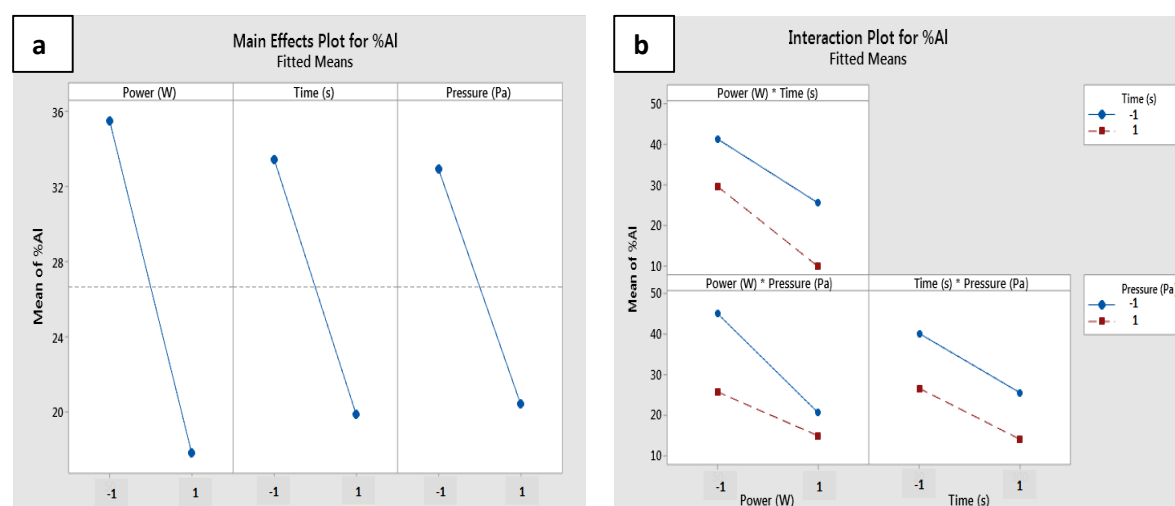 a
Main Effects Plot for %Al
Fitted Means
Power (W) Time (s) Pressure (Pa)
Mean of %Al
36
32
28
24
20
-1 1 -1 1 -1 1
b
Interaction Plot for %Al
Fitted Means
Power (W) * Time (s)
Mean of %Al
50
40
30
20
10
Time (s)
-1
1
Power (W) * Pressure (Pa) Time (s) * Pressure (Pa)
50
40
30
20
10
Pressure (Pa)
-1
1
-1 1 -1 1
Power (W) Time (s)